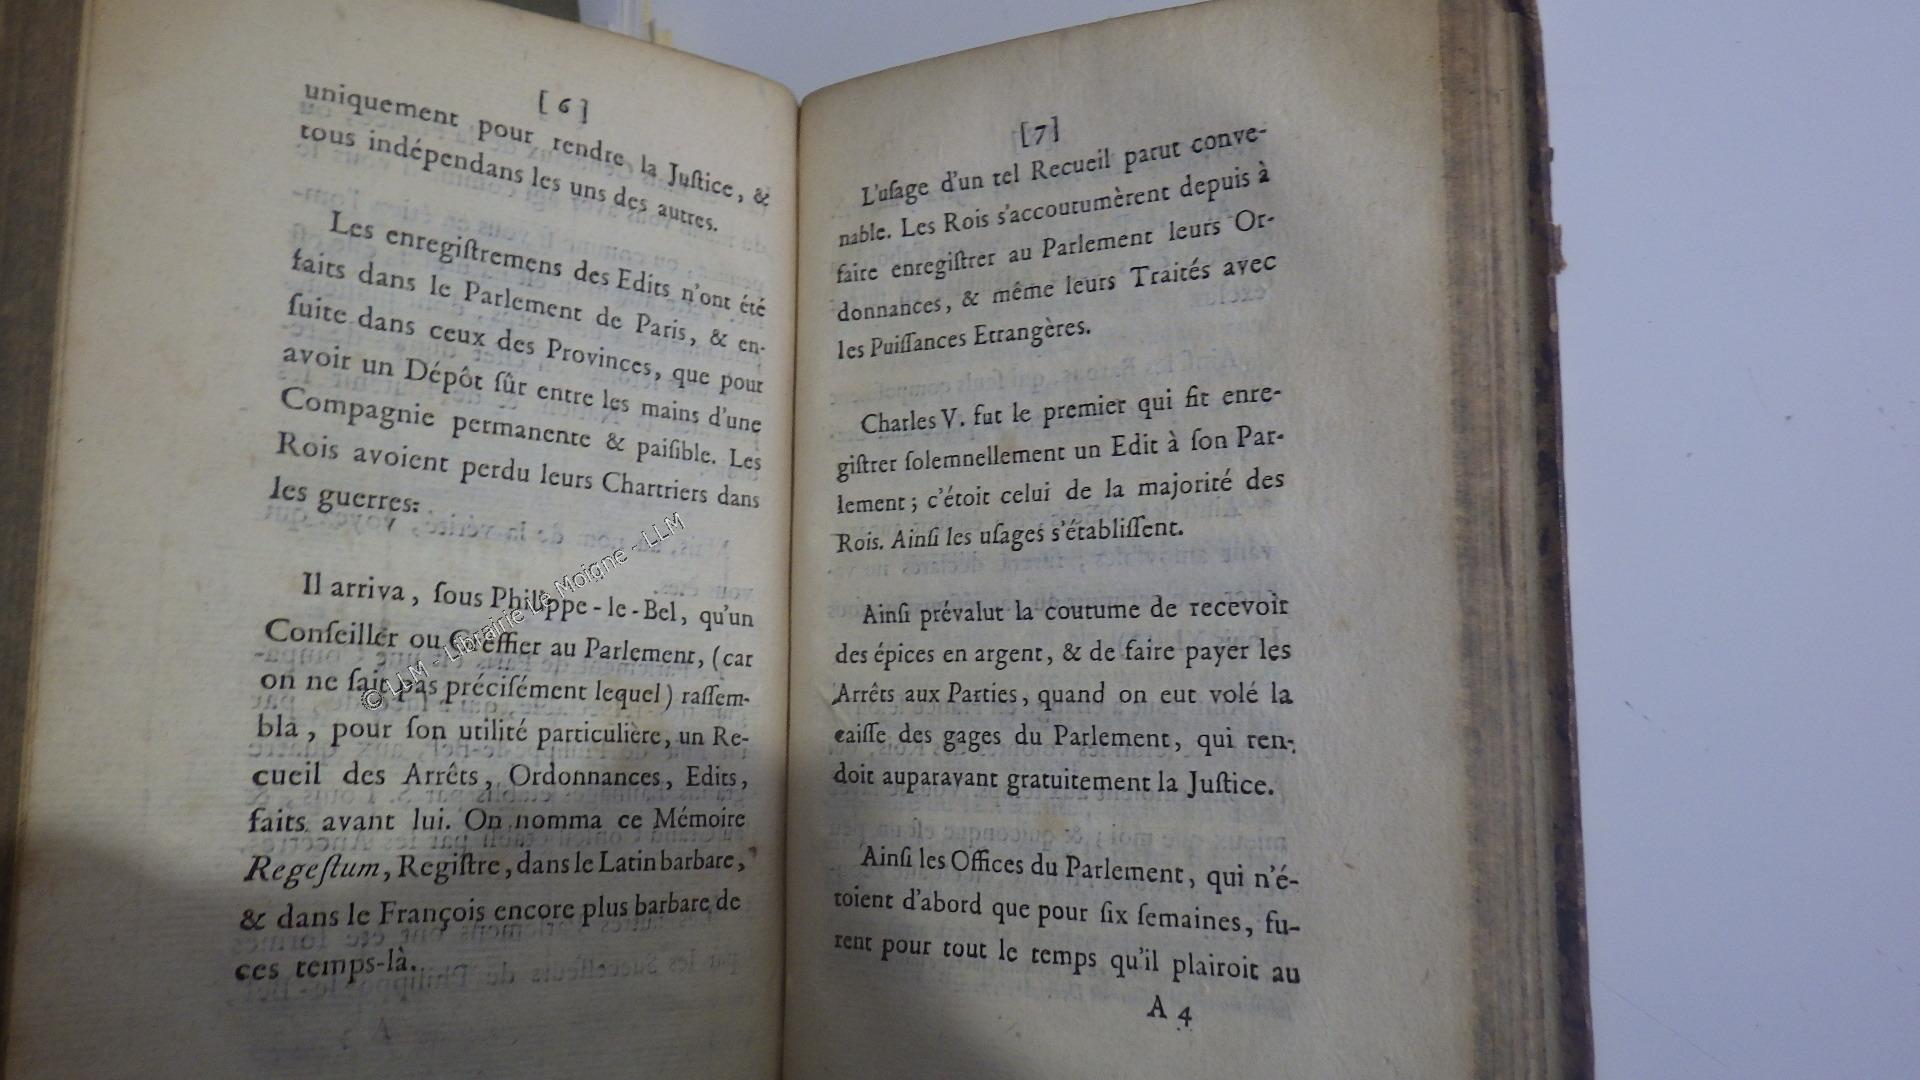 [ 6 ]
uniquement pour rendre la Juſtice, &
tous indépendans les uns des autres.
Les enregiſtremens des Edits n'ont été
faits dans le Parlement de Paris, & en-
ſuite dans ceux des Provinces, que pour
avoir un Dépôt ſûr entre les mains d'une
Compagnie permanente & paiſible. Les
Rois avoient perdu leurs Chartriers dans
les guerres.
Il arriva, ſous Philippe-le-Bel, qu'un
Conſeiller ou Greffier au Parlement, (car
on ne ſait pas préciſément lequel) raſſem-
bla, pour ſon utilité particulière, un Re-
cueil des Arrêts, Ordonnances, Edits,
faits avant lui. On nomma ce Mémoire
Regeſtum, Regiſtre, dans le Latin barbare,
& dans le François encore plus barbare de
ces temps-là.
© LLM - Librairie Le Moigne - LLM
[7]
L'uſage d'un tel Recueil parut conve-
nable. Les Rois s'accoutumèrent depuis à
faire enregiſtrer au Parlement leurs Or-
donnances, & même leurs Traités avec
les Puiſſances Etrangères.
Charles V. fut le premier qui fit enre-
giſtrer ſolemnellement un Edit à ſon Par-
lement; c'étoit celui de la majorité des
Rois. Ainſi les uſages s'établiſſent.
Ainſi prévalut la coutume de recevoir
des épices en argent, & de faire payer les
Arrêts aux Parties, quand on eut volé la
caiſſe des gages du Parlement, qui ren-
doit auparavant gratuitement la Juſtice.
Ainſi les Offices du Parlement, qui n'é-
toient d'abord que pour ſix ſemaines, fu-
rent pour tout le temps qu'il plairoit au
A 4